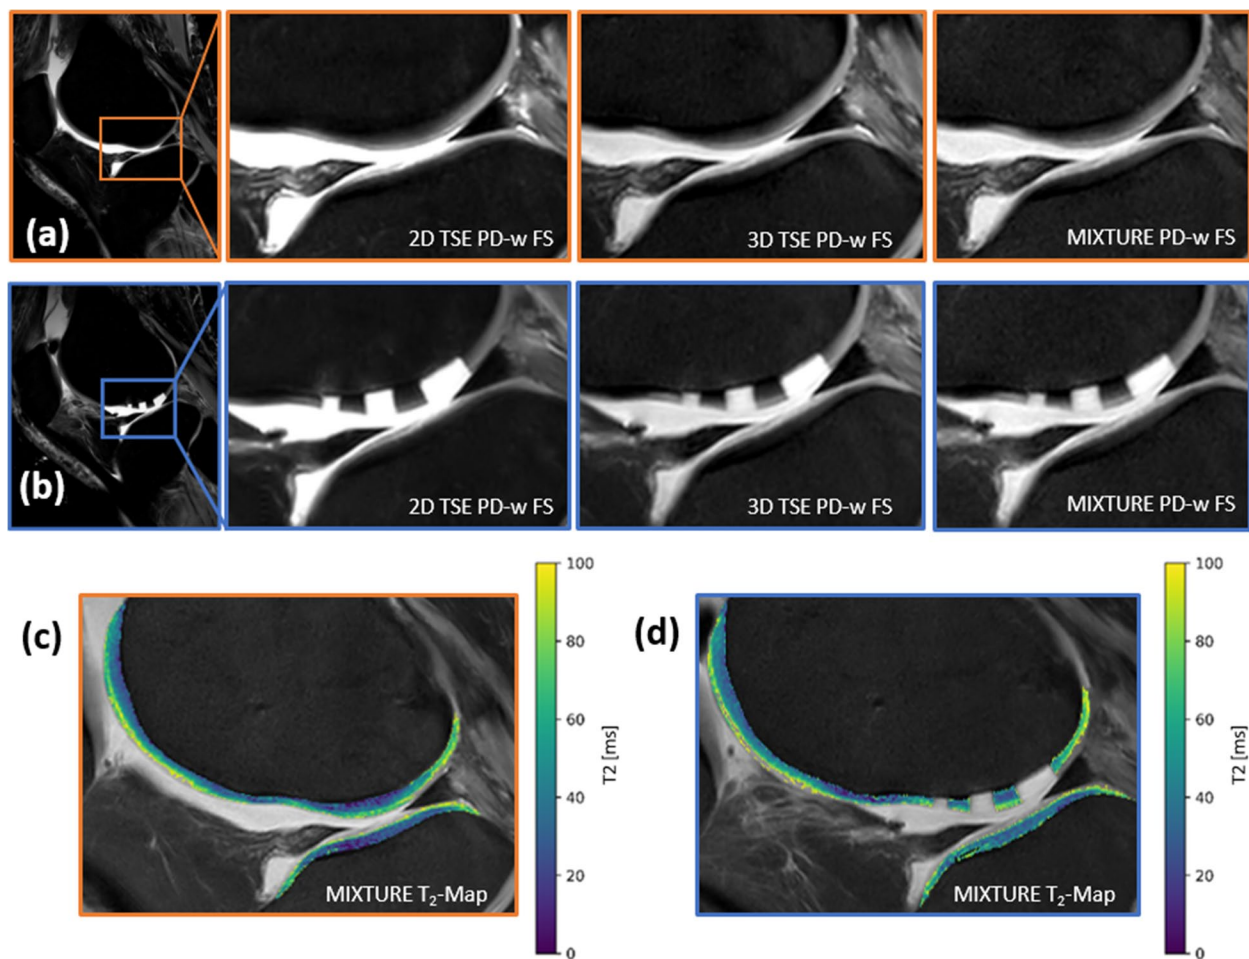 (a)
2D TSE PD-w FS
3D TSE PD-w FS
MIXTURE PD-w FS
(b)
2D TSE PD-w FS
3D TSE PD-w FS
MIXTURE PD-w FS
(c)
100
80
60
40
20
0
T2 [ms]
MIXTURE T₂-Map
(d)
100
80
60
40
20
0
T2 [ms]
MIXTURE T₂-Map